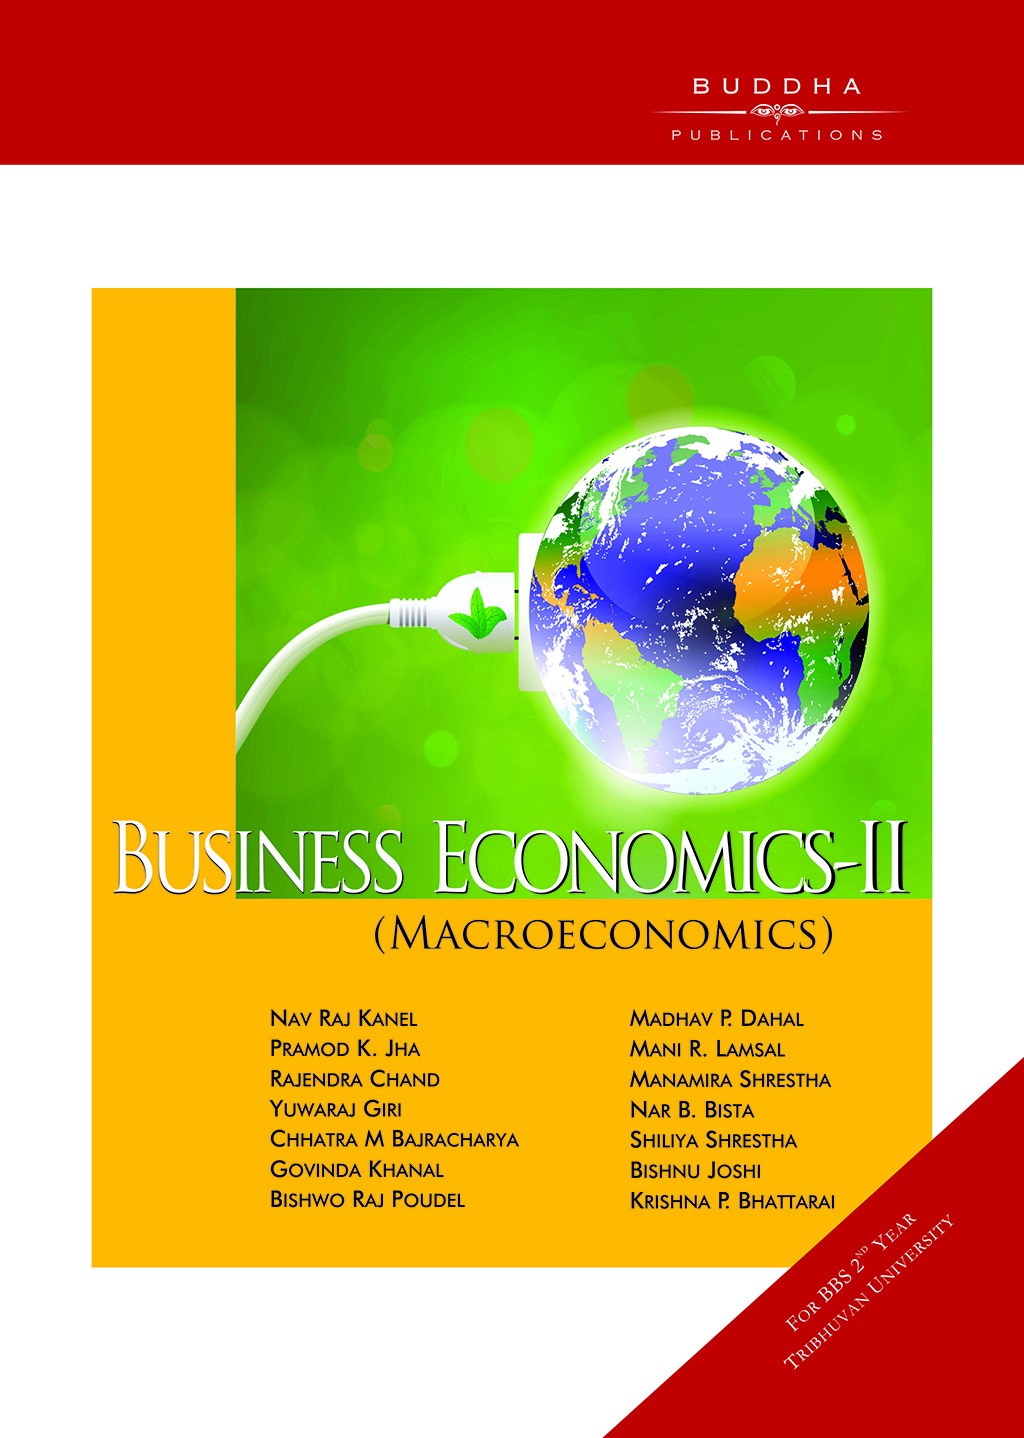 BUDDHA
PUBLICATIONS
BUSINESS ECONOMICS-II
(MACROECONOMICS)
NAV RAJ KANEL
PRAMOD K. JHA
RAJENDRA CHAND
YUWARAJ GIRI
CHHATRA M BAJRACHARYA
GOVINDA KHANAL
BISHWO RAJ POUDEL
MADHAV P. DAHAL
MANI R. LAMSAL
MANAMIRA SHRESTHA
NAR B. BISTA
SHILIYA SHRESTHA
BISHNU JOSHI
KRISHNA P. BHATTARAI
FOR BBS 2ND YEAR
TRIBHUVAN UNIVERSITY